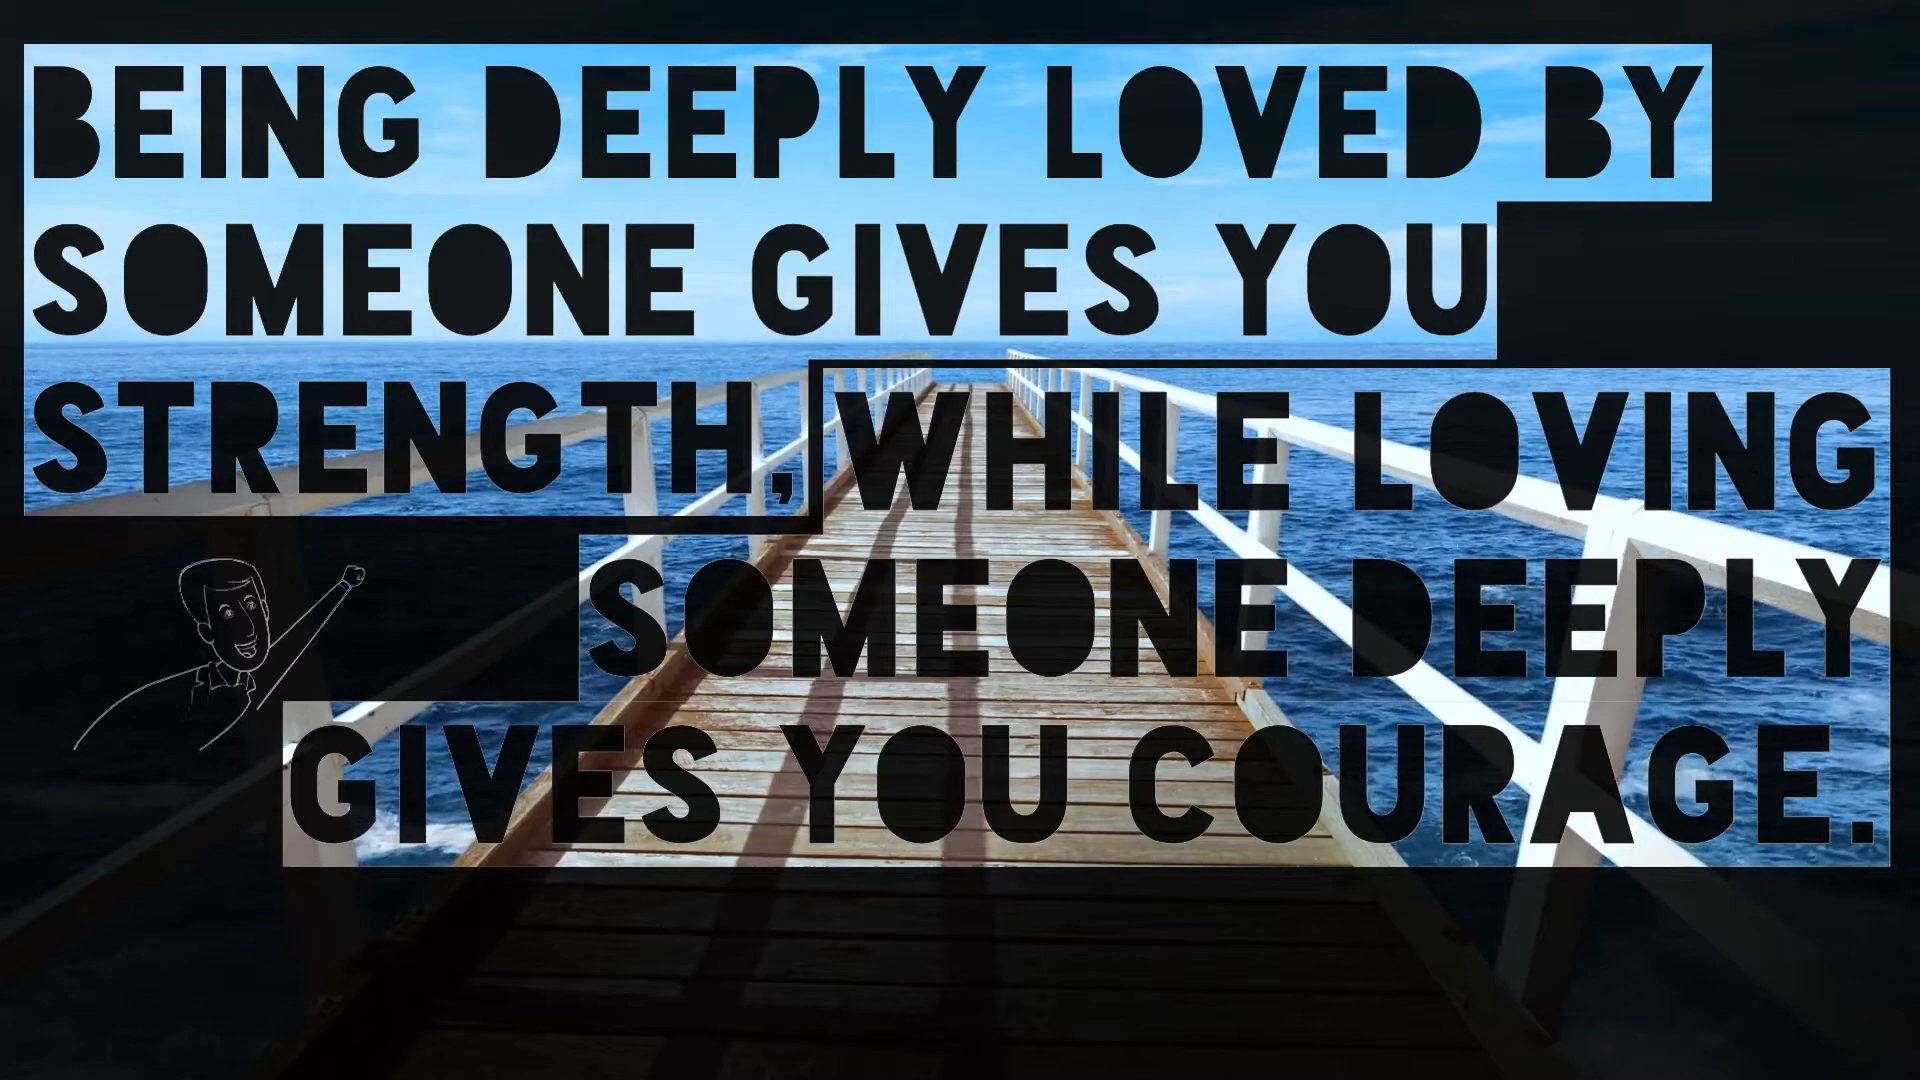 BEING DEEPLY LOVED BY
SOMEONE GIVES YOU
STRENGTH, WHILE LOVING
SOMEONE DEEPLY
GIVES YOU COURAGE.